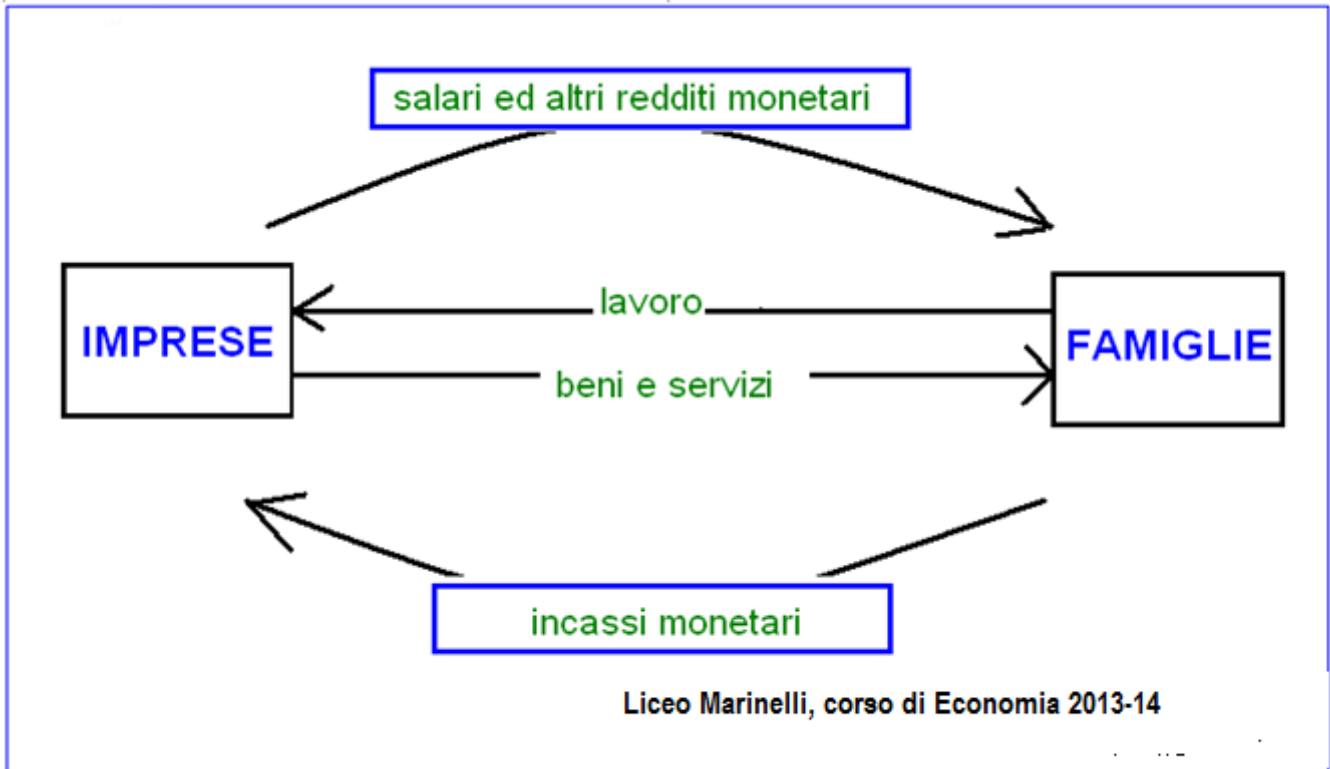 salari ed altri redditi monetari
lavoro
IMPRESE
FAMIGLIE
beni e servizi
incassi monetari
Liceo Marinelli, corso di Economia 2013-14